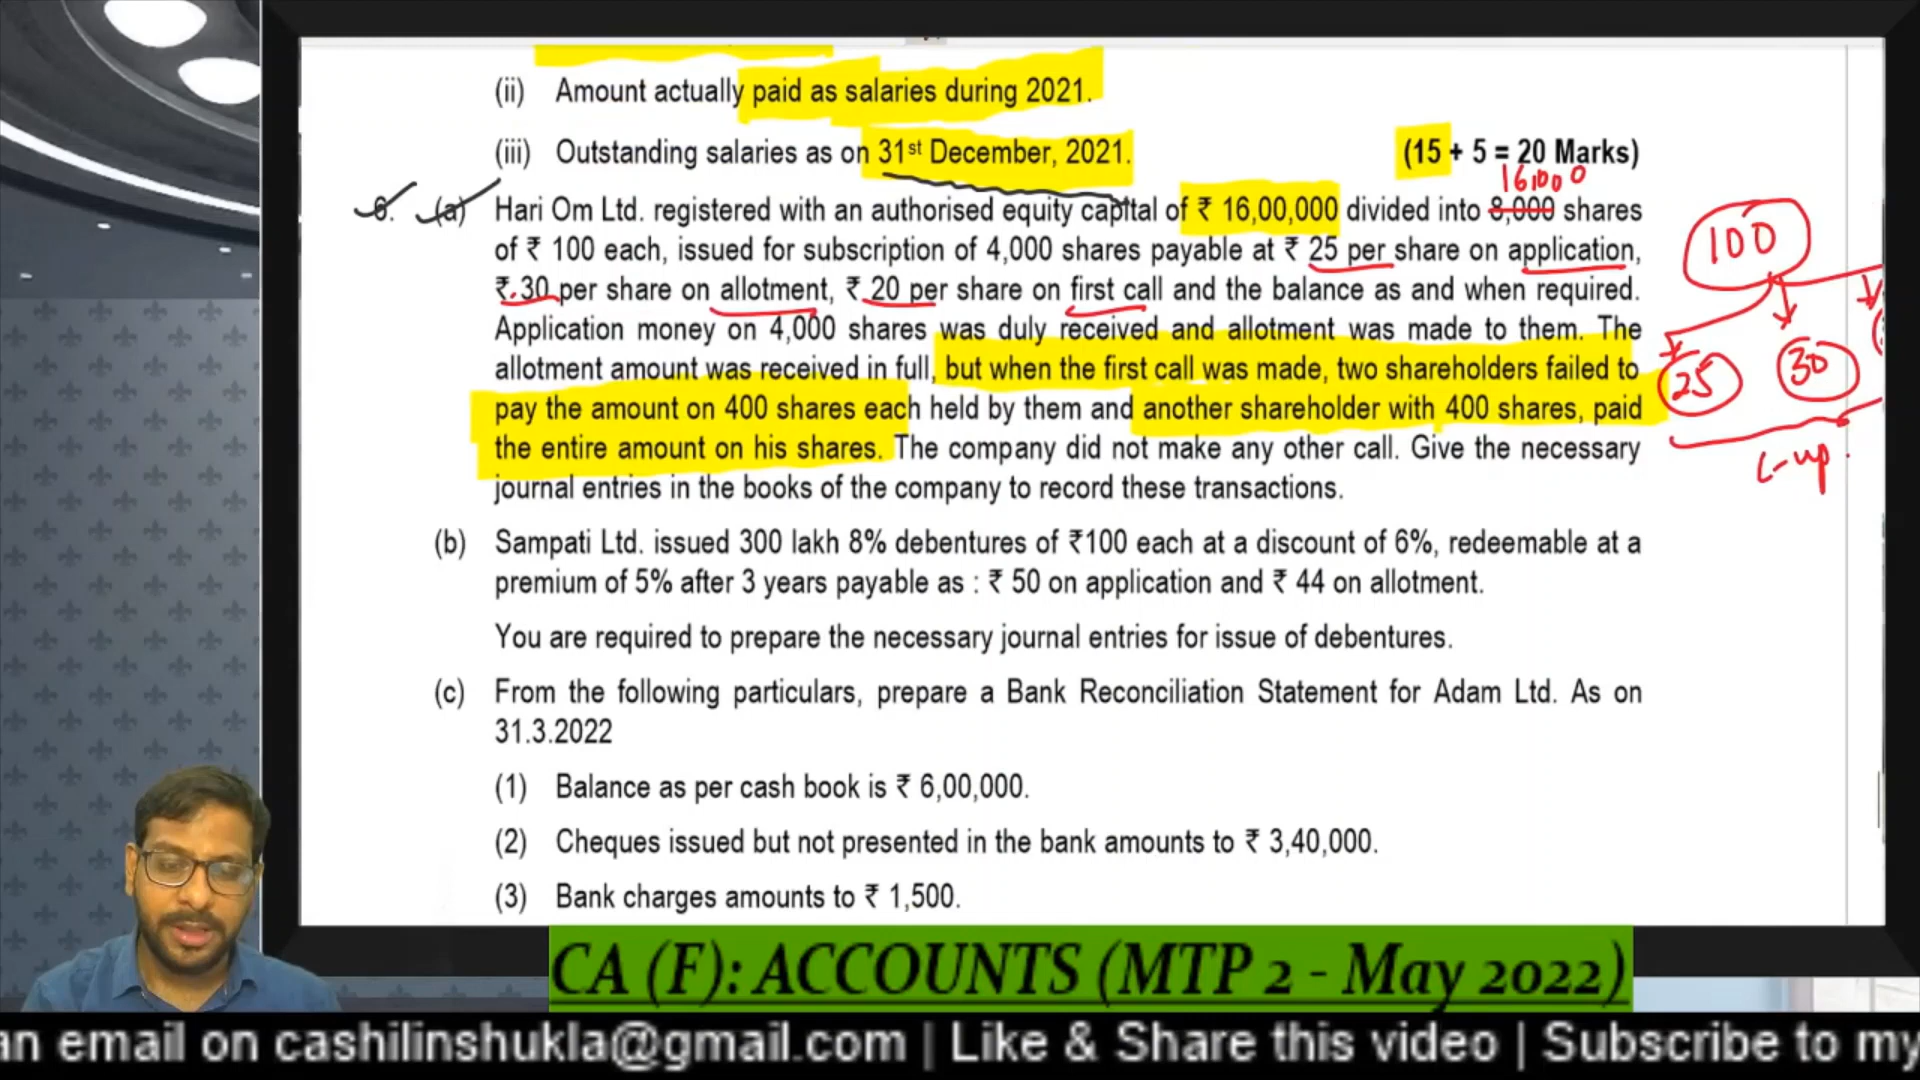 (ii) Amount actually paid as salaries during 2021.
(iii) Outstanding salaries as on 31st December, 2021. (15 + 5 = 20 Marks)
16,000
6. (a) Hari Om Ltd. registered with an authorised equity capital of ₹ 16,00,000 divided into 8,000 shares
of ₹ 100 each, issued for subscription of 4,000 shares payable at ₹ 25 per share on application,
₹.30 per share on allotment, ₹ 20 per share on first call and the balance as and when required.
Application money on 4,000 shares was duly received and allotment was made to them. The
allotment amount was received in full, but when the first call was made, two shareholders failed to
pay the amount on 400 shares each held by them and another shareholder with 400 shares, paid
the entire amount on his shares. The company did not make any other call. Give the necessary
journal entries in the books of the company to record these transactions.
100
25 30
C-up.
(b) Sampati Ltd. issued 300 lakh 8% debentures of ₹100 each at a discount of 6%, redeemable at a
premium of 5% after 3 years payable as : ₹ 50 on application and ₹ 44 on allotment.
You are required to prepare the necessary journal entries for issue of debentures.
(c) From the following particulars, prepare a Bank Reconciliation Statement for Adam Ltd. As on
31.3.2022
(1) Balance as per cash book is ₹ 6,00,000.
(2) Cheques issued but not presented in the bank amounts to ₹ 3,40,000.
(3) Bank charges amounts to ₹ 1,500.
CA (F): ACCOUNTS (MTP 2 - May 2022)
an email on cashilinshukla@gmail.com | Like & Share this video | Subscribe to my